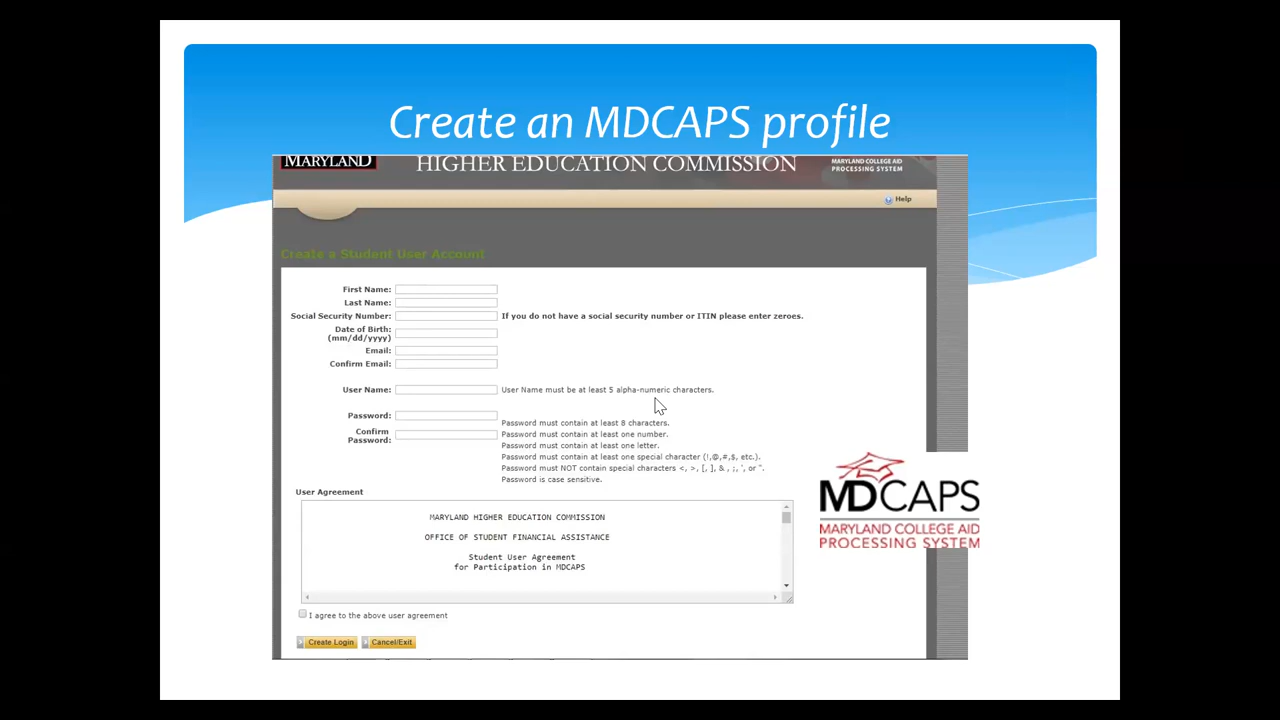 Create an MDCAPS profile
MARYLAND
HIGHER EDUCATION COMMISSION
MARYLAND COLLEGE AID
PROCESSING SYSTEM
Help
Create a Student User Account
First Name:
Last Name:
Social Security Number: If you do not have a social security number or ITIN please enter zeroes.
Date of Birth:
(mm/dd/yyyy)
Email:
Confirm Email:
User Name: User Name must be at least 5 alpha-numeric characters.
Password:
Password must contain at least 8 characters.
Confirm
Password:
Password must contain at least one number.
Password must contain at least one letter.
Password must contain at least one special character (!,@,#,$, etc.).
Password must NOT contain special characters <, >, [, ], & , ;, ', or ".
Password is case sensitive.
User Agreement
MARYLAND HIGHER EDUCATION COMMISSION
OFFICE OF STUDENT FINANCIAL ASSISTANCE
Student User Agreement
for Participation in MDCAPS
I agree to the above user agreement
Create Login Cancel/Exit
MDCAPS
MARYLAND COLLEGE AID
PROCESSING SYSTEM